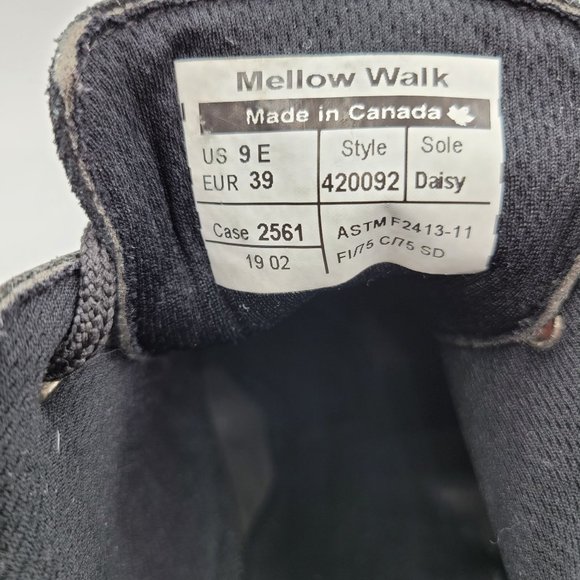 Mellow Walk
Made in Canada
US 9 E
EUR 39
Style
420092
Sole
Daisy
Case 2561
19 02
ASTM F2413-11
FI/75 C/75 SD